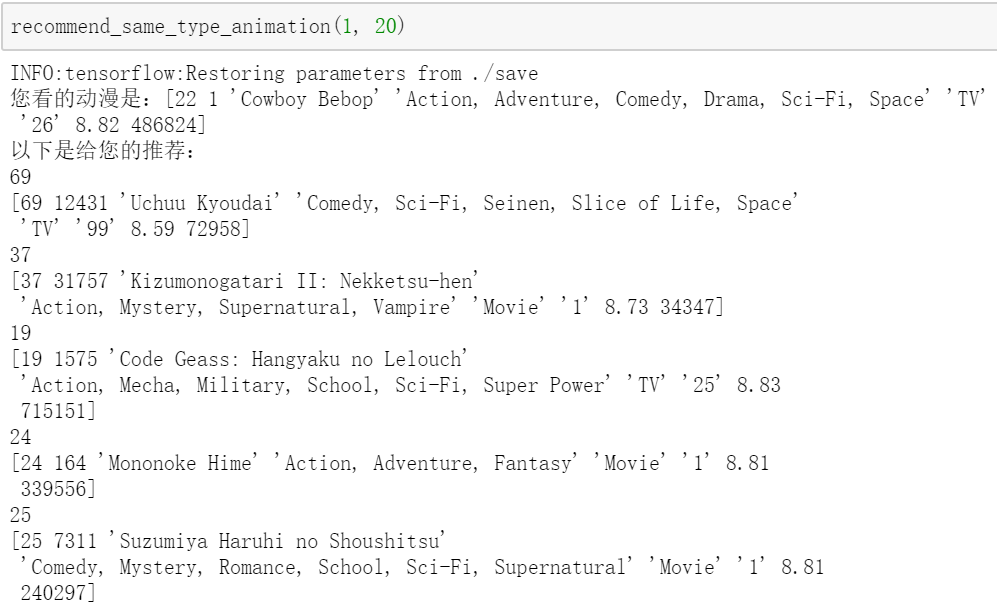 recommend_same_type_animation(1, 20)
INFO:tensorflow:Restoring parameters from ./save
您看的动漫是：[22 1 'Cowboy Bebop' 'Action, Adventure, Comedy, Drama, Sci-Fi, Space' 'TV'
'26' 8.82 486824]
以下是给您的推荐：
69
[69 12431 'Uchuu Kyoudai' 'Comedy, Sci-Fi, Seinen, Slice of Life, Space'
'TV' '99' 8.59 72958]
37
[37 31757 'Kizumonogatari II: Nekketsu-hen'
'Action, Mystery, Supernatural, Vampire' 'Movie' '1' 8.73 34347]
19
[19 1575 'Code Geass: Hangyaku no Lelouch'
'Action, Mecha, Military, School, Sci-Fi, Super Power' 'TV' '25' 8.83
715151]
24
[24 164 'Mononoke Hime' 'Action, Adventure, Fantasy' 'Movie' '1' 8.81
339556]
25
[25 7311 'Suzumiya Haruhi no Shoushitsu'
'Comedy, Mystery, Romance, School, Sci-Fi, Supernatural' 'Movie' '1' 8.81
240297]